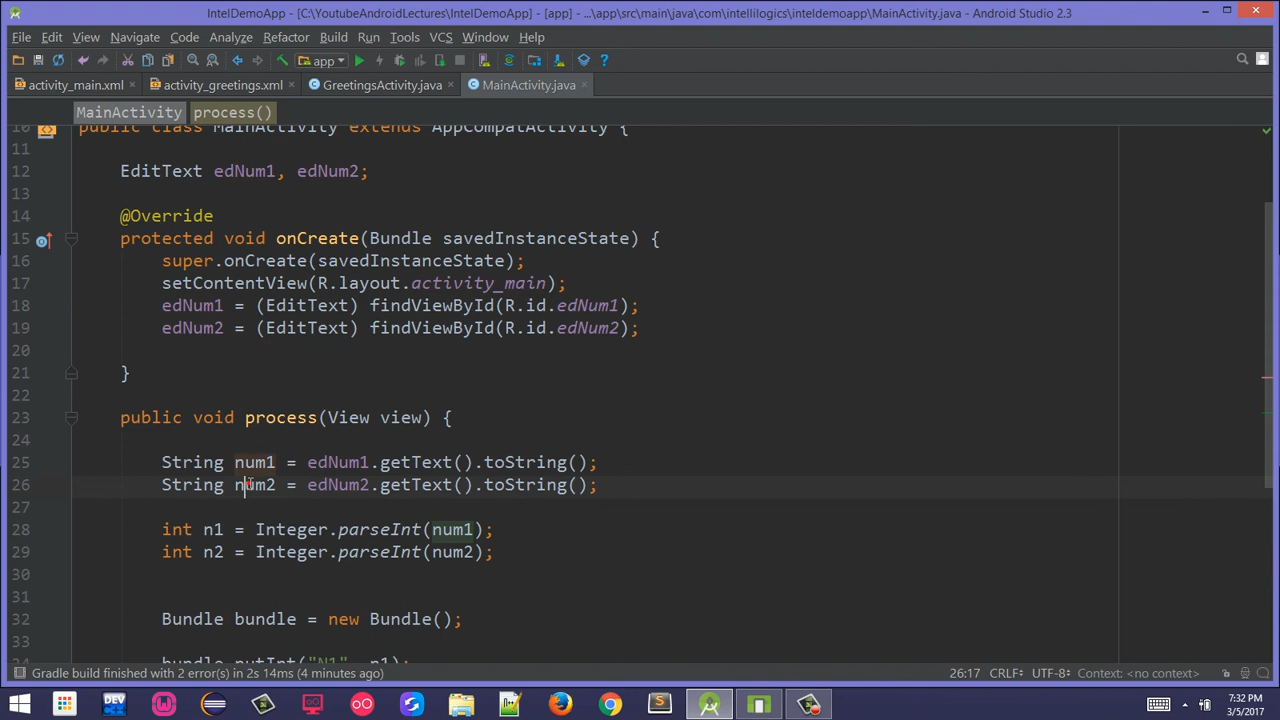 IntelDemoApp - [C:\YoutubeAndroidLectures\IntelDemoApp] - [app] - ...\app\src\main\java\com\intellilogics\inteldemoapp\MainActivity.java - Android Studio 2.3
File Edit View Navigate Code Analyze Refactor Build Run Tools VCS Window Help
app
activity_main.xml activity_greetings.xml GreetingsActivity.java MainActivity.java
MainActivity process()
10 public class MainActivity extends AppCompatActivity {
11
12 EditText edNum1, edNum2;
13
14 @Override
15 protected void onCreate(Bundle savedInstanceState) {
16 super.onCreate(savedInstanceState);
17 setContentView(R.layout.activity_main);
18 edNum1 = (EditText) findViewById(R.id.edNum1);
19 edNum2 = (EditText) findViewById(R.id.edNum2);
20
21 }
22
23 public void process(View view) {
24
25 String num1 = edNum1.getText().toString();
26 String num2 = edNum2.getText().toString();
27
28 int n1 = Integer.parseInt(num1);
29 int n2 = Integer.parseInt(num2);
30
31
32 Bundle bundle = new Bundle();
33
34 bundle.putInt("N1", n1);
Gradle build finished with 2 error(s) in 2s 14ms (4 minutes ago) 26:17 CRLF÷ UTF-8÷ Context: <no context>
DEV
S
7:32 PM
3/5/2017